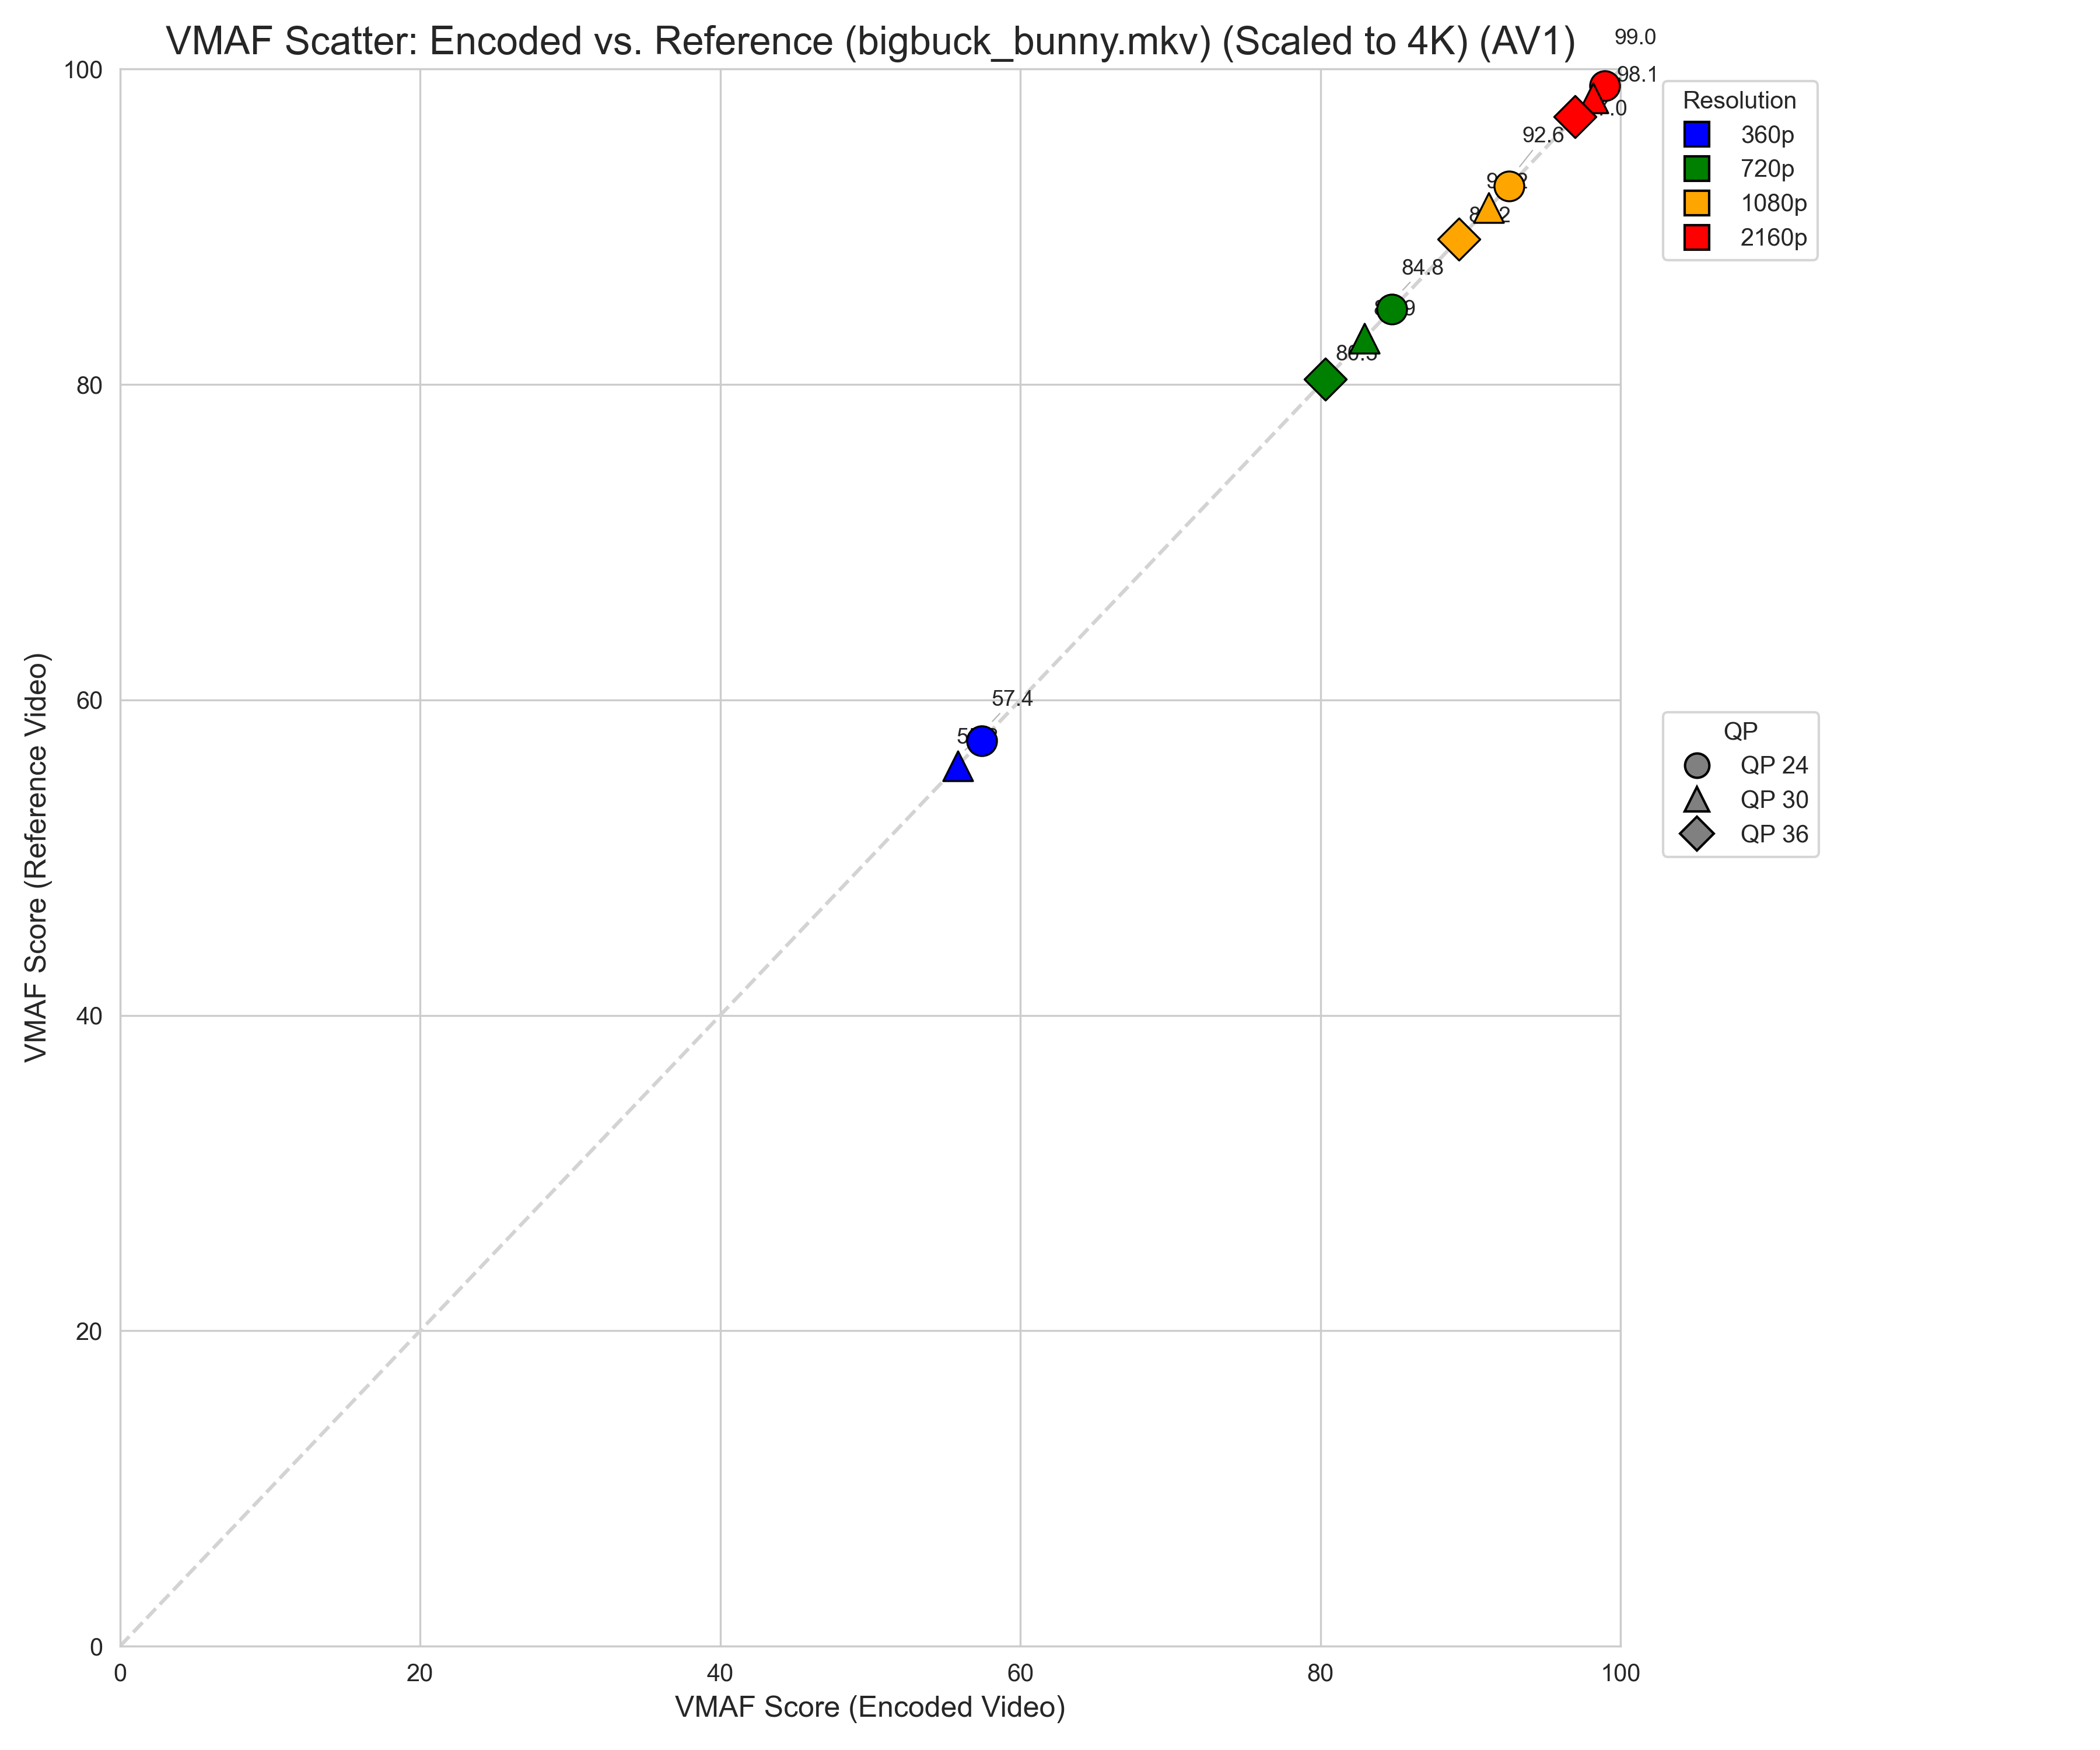 VMAF Scatter: Encoded vs. Reference (bigbuck_bunny.mkv) (Scaled to 4K) (AV1)
99.0
98.1
92.6
84.8
57.4
100
80
60
40
20
0
0
20
40
60
80
100
VMAF Score (Encoded Video)
VMAF Score (Reference Video)
Resolution
360p
720p
1080p
2160p
QP
QP 24
QP 30
QP 36